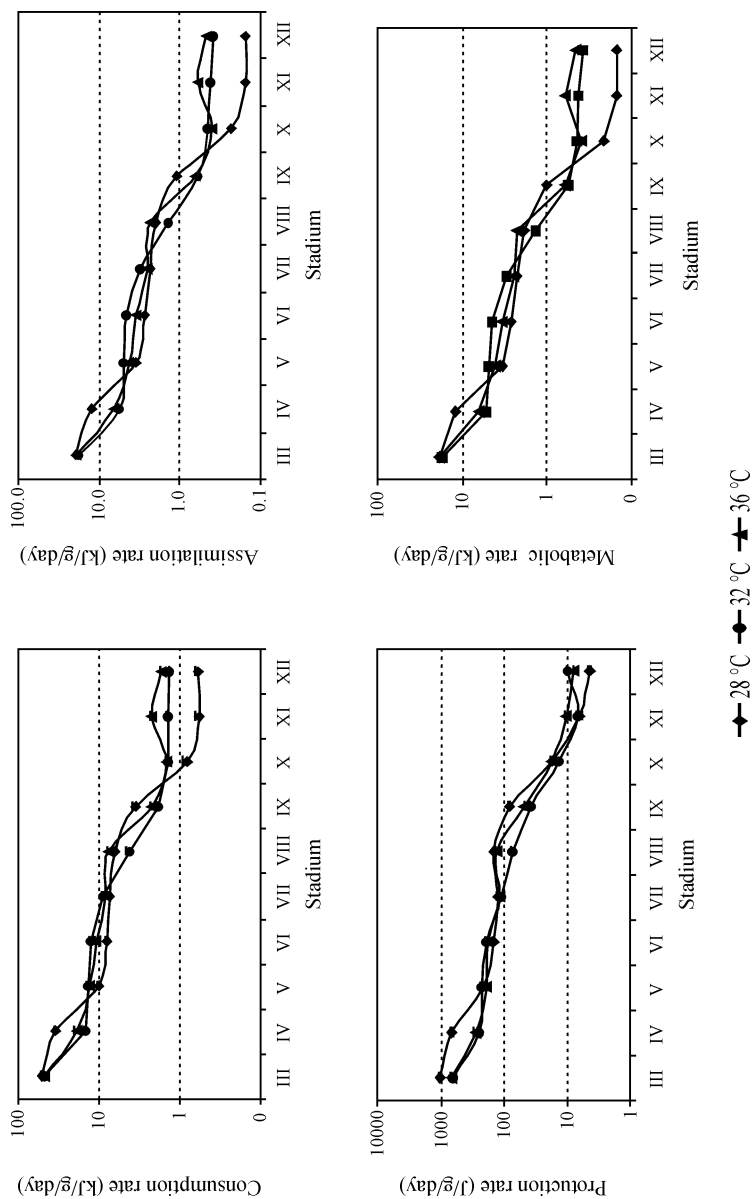 Consumption rate (kJ/g/day)
100
10
1
0
III IV V VI VII VIII IX X XI XII
Stadium
Assimilation rate (kJ/g/day)
100.0
10.0
1.0
0.1
III IV V VI VII VIII IX X XI XII
Stadium
Protuction rate (J/g/day)
10000
1000
100
10
1
III IV V VI VII VIII IX X XI XII
Stadium
Metabolic rate (kJ/g/day)
100
10
1
0
III IV V VI VII VIII IX X XI XII
Stadium
28 °C 32 °C 36 °C